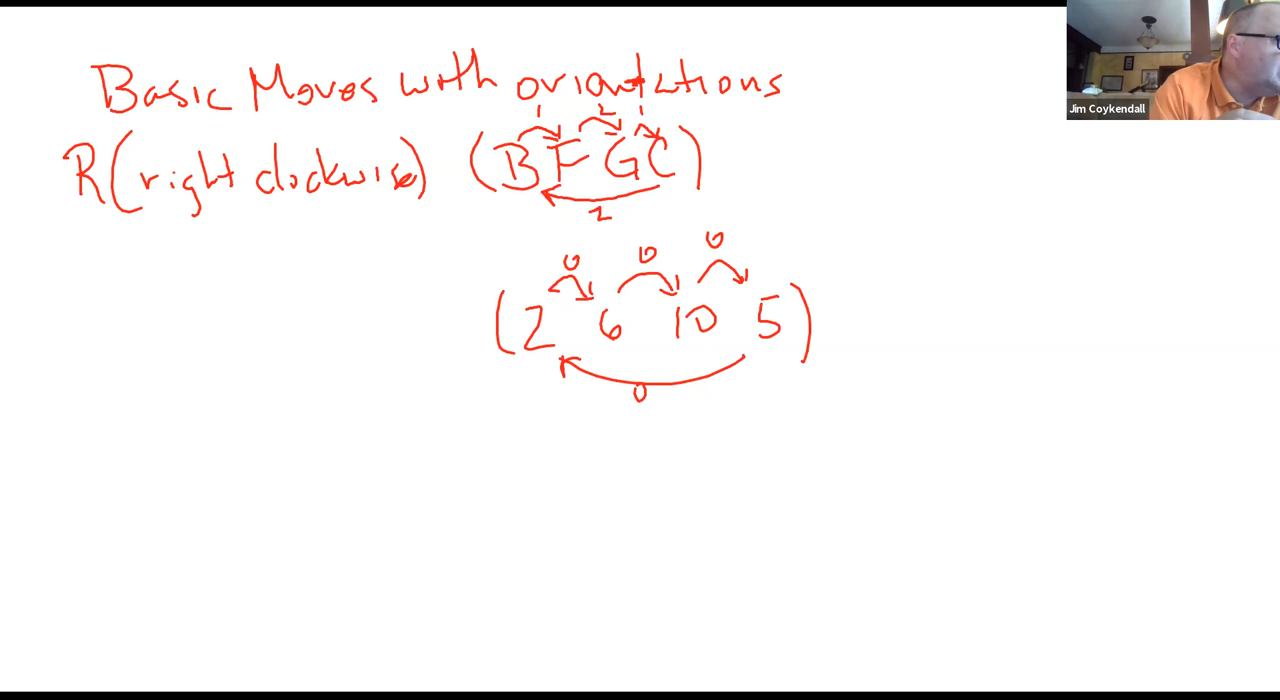 Basic Moves with orientations
1 2 1
R (right clockwise) (B F G C)
2
0 0 0
(2 6 10 5)
0
Jim Coykendall